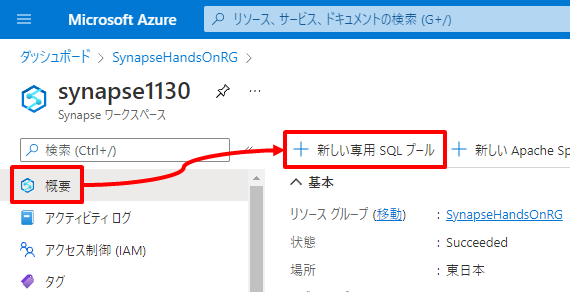 Microsoft Azure
リソース、サービス、ドキュメントの検索 (G+/)
ダッシュボード > SynapseHandsOnRG >
synapse1130
Synapse ワークスペース
検索 (Ctrl+/)
概要
アクティビティ ログ
アクセス制御 (IAM)
タグ
新しい専用 SQL プール
新しい Apache Sp
基本
リソース グループ (移動) : SynapseHandsOnRG
状態 : Succeeded
場所 : 東日本